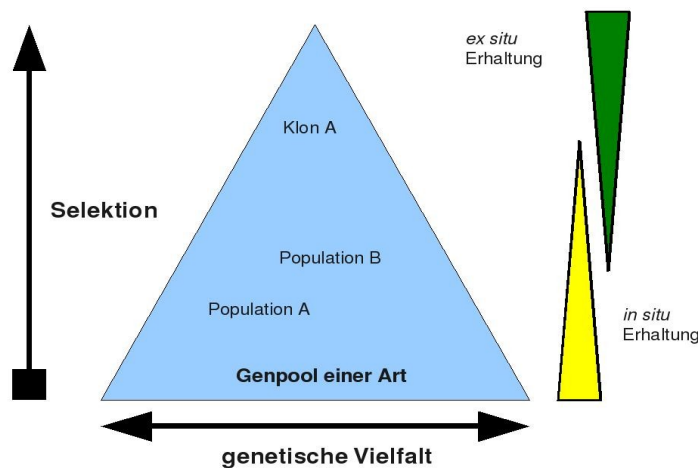 ex situ
Erhaltung
Klon A
Selektion
Population B
Population A
in situ
Erhaltung
Genpool einer Art
genetische Vielfalt